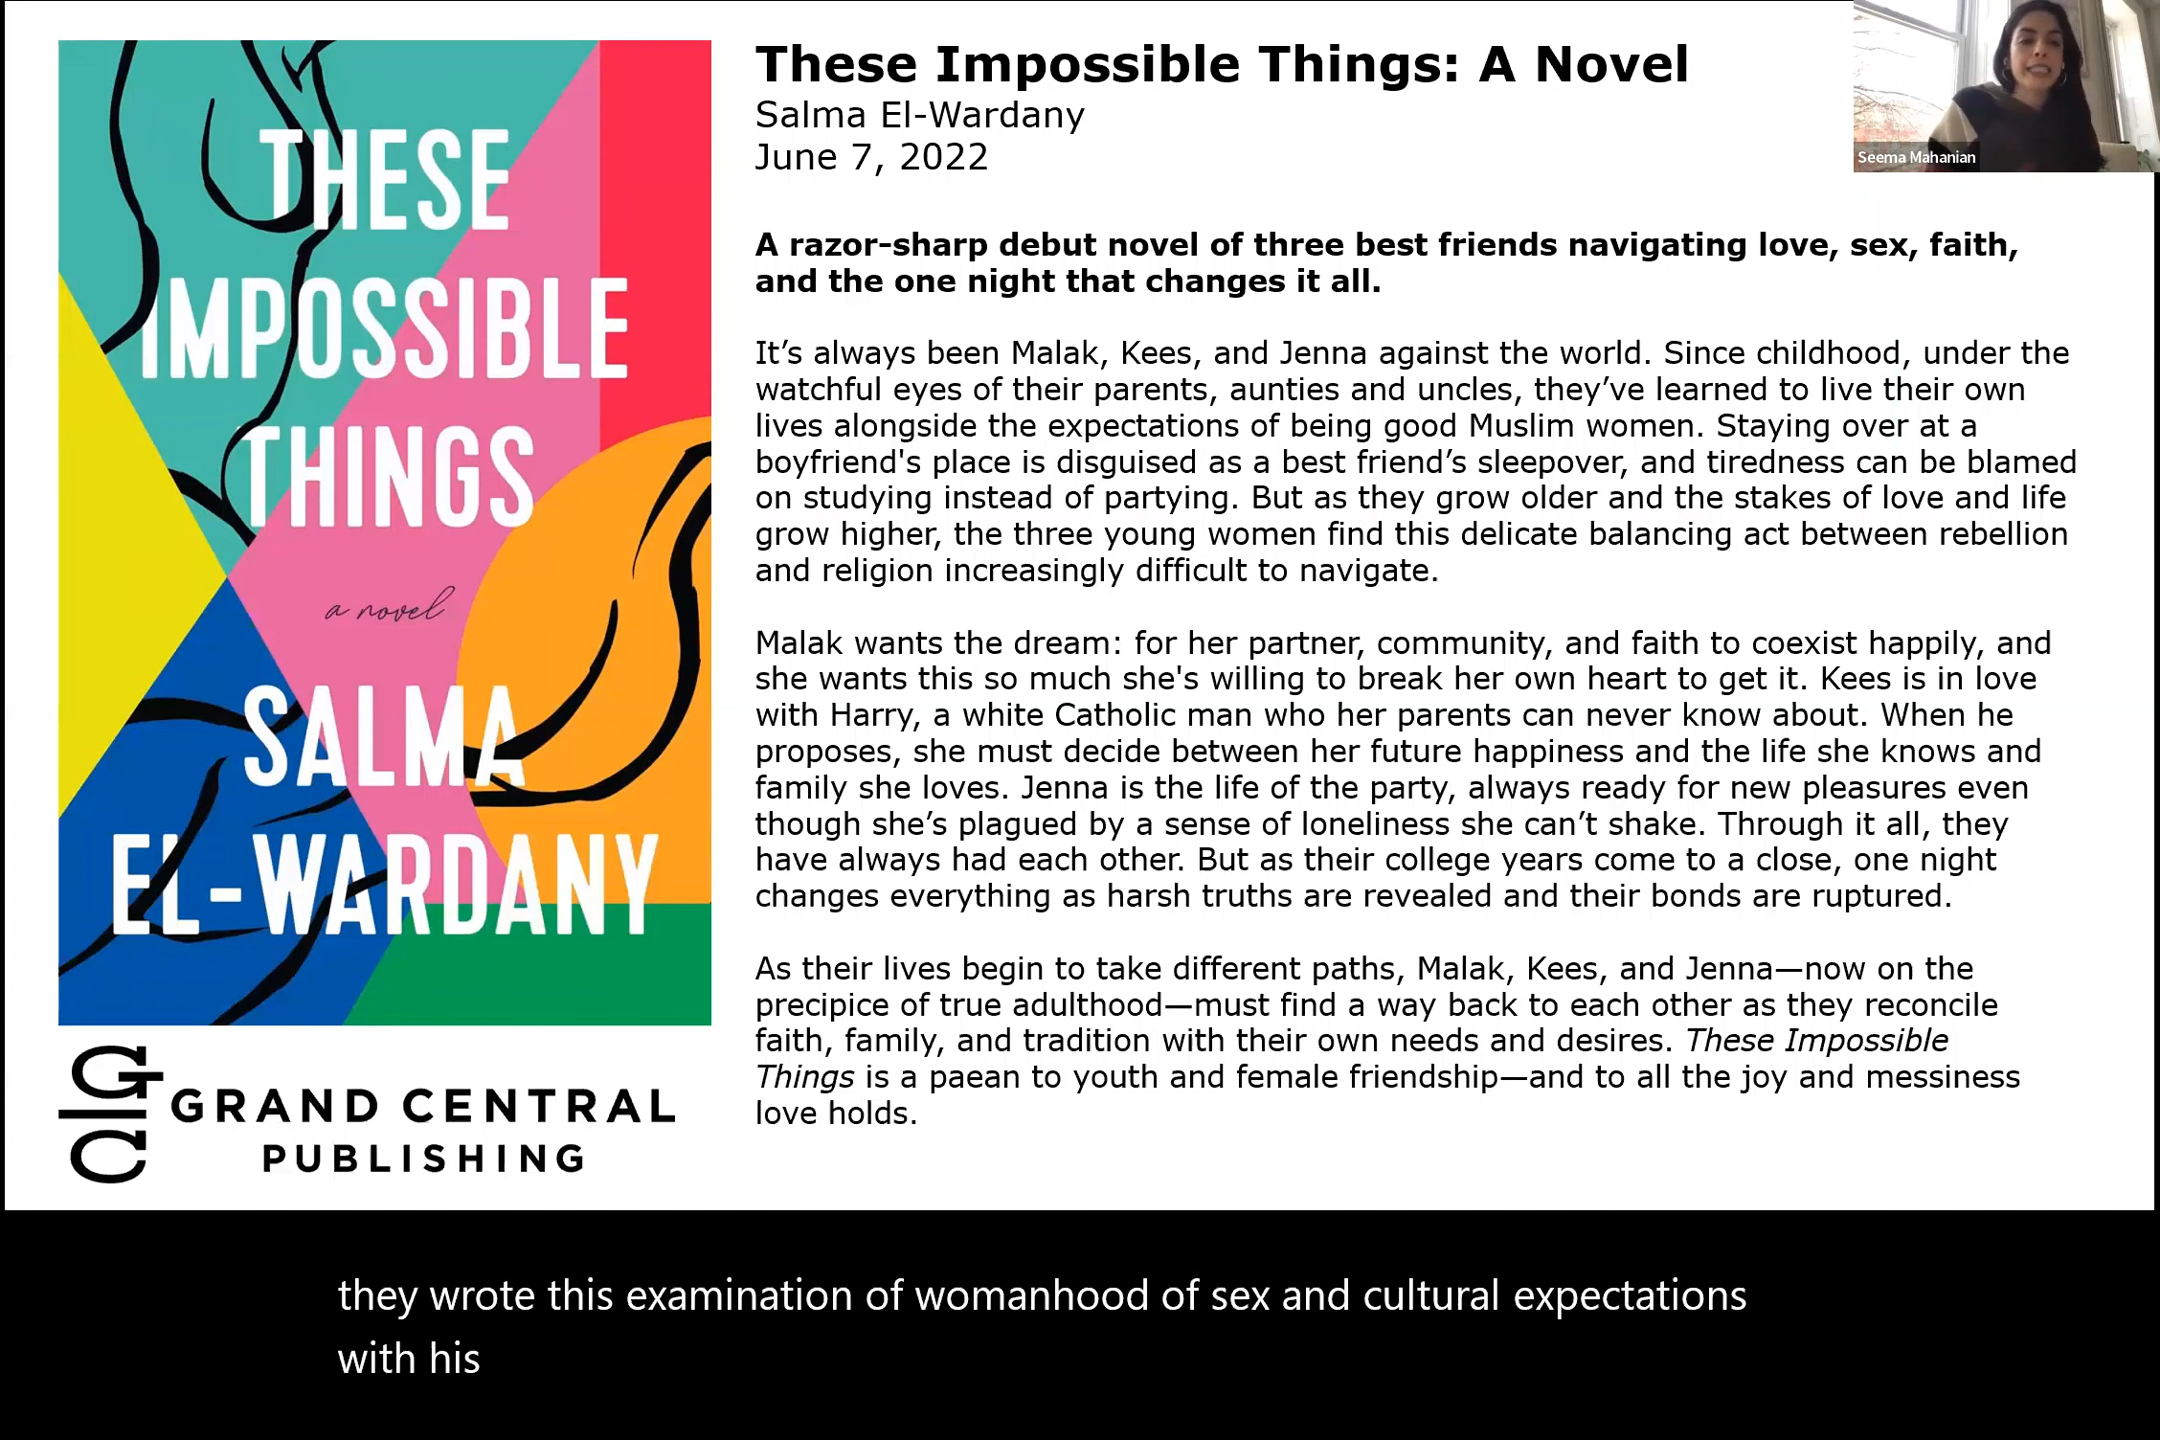 THESE
IMPOSSIBLE
THINGS
a novel
SALMA
EL-WARDANY
GC
GRAND CENTRAL
PUBLISHING
These Impossible Things: A Novel
Salma El-Wardany
June 7, 2022
A razor-sharp debut novel of three best friends navigating love, sex, faith,
and the one night that changes it all.
It’s always been Malak, Kees, and Jenna against the world. Since childhood, under the
watchful eyes of their parents, aunties and uncles, they’ve learned to live their own
lives alongside the expectations of being good Muslim women. Staying over at a
boyfriend's place is disguised as a best friend’s sleepover, and tiredness can be blamed
on studying instead of partying. But as they grow older and the stakes of love and life
grow higher, the three young women find this delicate balancing act between rebellion
and religion increasingly difficult to navigate.
Malak wants the dream: for her partner, community, and faith to coexist happily, and
she wants this so much she's willing to break her own heart to get it. Kees is in love
with Harry, a white Catholic man who her parents can never know about. When he
proposes, she must decide between her future happiness and the life she knows and
family she loves. Jenna is the life of the party, always ready for new pleasures even
though she’s plagued by a sense of loneliness she can’t shake. Through it all, they
have always had each other. But as their college years come to a close, one night
changes everything as harsh truths are revealed and their bonds are ruptured.
As their lives begin to take different paths, Malak, Kees, and Jenna—now on the
precipice of true adulthood—must find a way back to each other as they reconcile
faith, family, and tradition with their own needs and desires. These Impossible
Things is a paean to youth and female friendship—and to all the joy and messiness
love holds.
Seema Mahanian
they wrote this examination of womanhood of sex and cultural expectations
with his